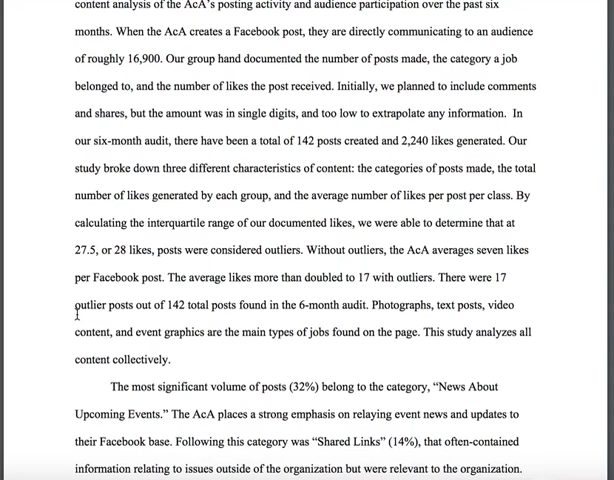 content analysis of the AcA's posting activity and audience participation over the past six
months. When the AcA creates a Facebook post, they are directly communicating to an audience
of roughly 16,900. Our group hand documented the number of posts made, the category a job
belonged to, and the number of likes the post received. Initially, we planned to include comments
and shares, but the amount was in single digits, and too low to extrapolate any information.  In
our six-month audit, there have been a total of 142 posts created and 2,240 likes generated. Our
study broke down three different characteristics of content: the categories of posts made, the total
number of likes generated by each group, and the average number of likes per post per class. By
calculating the interquartile range of our documented likes, we were able to determine that at
27.5, or 28 likes, posts were considered outliers. Without outliers, the AcA averages seven likes
per Facebook post. The average likes more than doubled to 17 with outliers. There were 17
outlier posts out of 142 total posts found in the 6-month audit. Photographs, text posts, video
content, and event graphics are the main types of jobs found on the page. This study analyzes all
content collectively.
The most significant volume of posts (32%) belong to the category, “News About
Upcoming Events.” The AcA places a strong emphasis on relaying event news and updates to
their Facebook base. Following this category was “Shared Links” (14%), that often-contained
information relating to issues outside of the organization but were relevant to the organization.